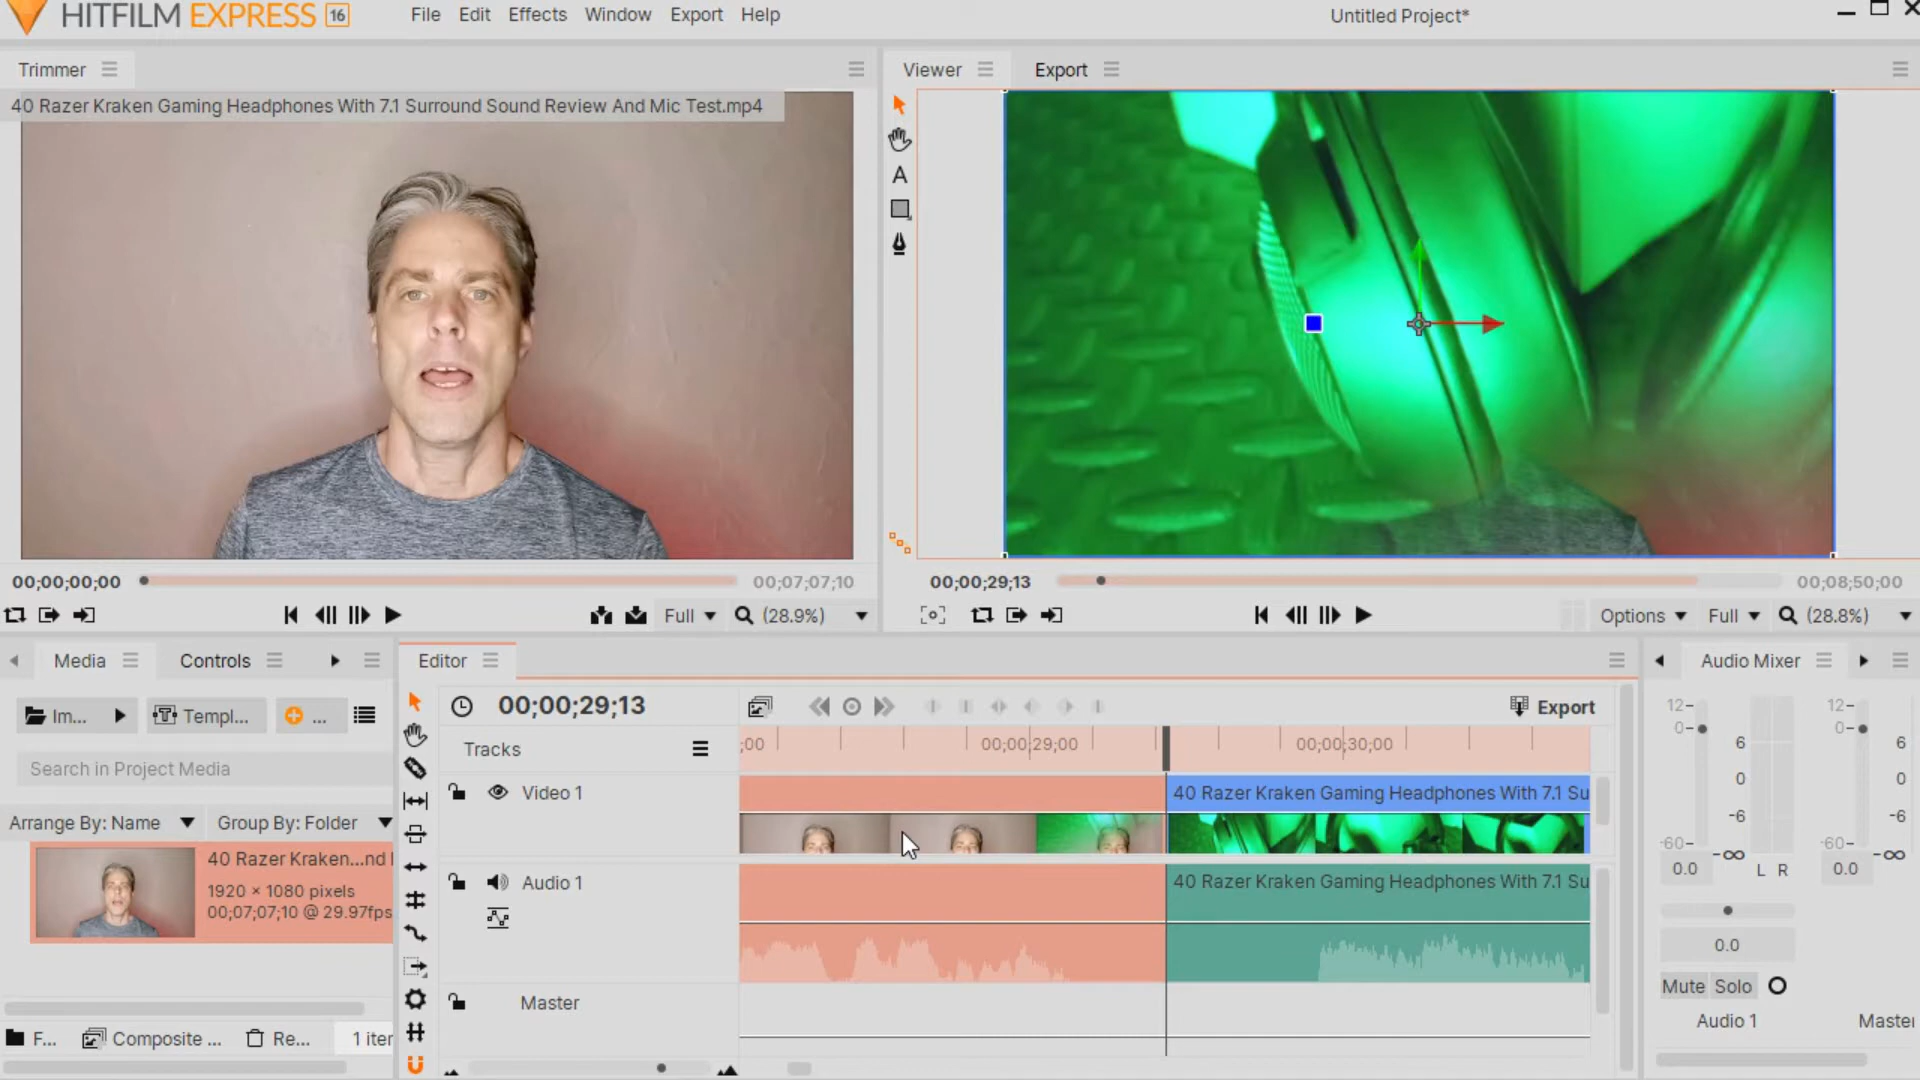 HITFILM EXPRESS 16 File Edit Effects Window Export Help Untitled Project*
Trimmer
Viewer Export
40 Razer Kraken Gaming Headphones With 7.1 Surround Sound Review And Mic Test.mp4
A
00;00;00;00 00;07;07;10
00;00;29;13 00;08;50;00
Full (28.9%)
Options Full (28.8%)
Media Controls
Editor
Audio Mixer
Im... Templ... ...
00;00;29;13 Export
Search in Project Media
Tracks
;00 00;00;29;00 00;00;30;00
Arrange By: Name Group By: Folder
40 Razer Kraken...nd
1920 × 1080 pixels
00;07;07;10 @ 29.97fps
Video 1
40 Razer Kraken Gaming Headphones With 7.1 Su
Audio 1
40 Razer Kraken Gaming Headphones With 7.1 Su
Master
12 12
0 0
6 6
0 0
-6 -6
-60 -60
-∞ -∞
0.0 L R 0.0
0.0
Mute Solo
Audio 1 Master
F... Composite ... Re... 1 iter